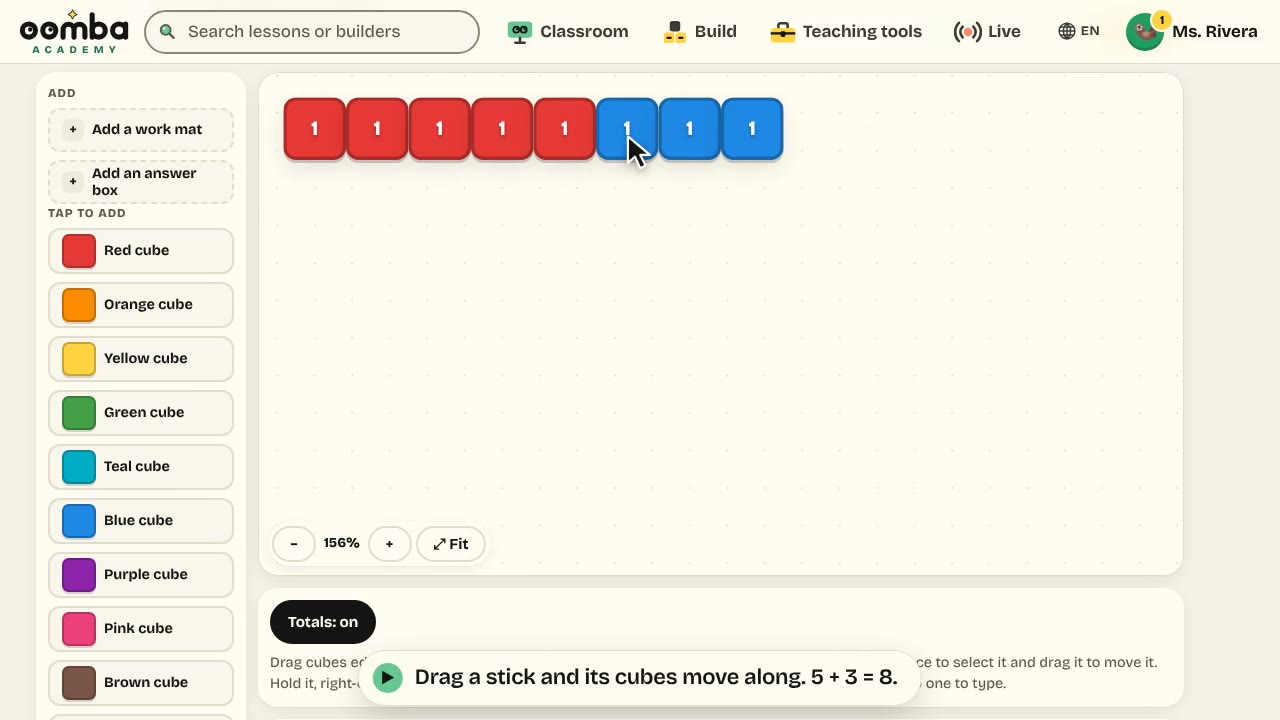 oomba
ACADEMY
Search lessons or builders
Classroom
Build
Teaching tools
Live
EN
1
Ms. Rivera
ADD
+ Add a work mat
+ Add an answer
box
TAP TO ADD
Red cube
Orange cube
Yellow cube
Green cube
Teal cube
Blue cube
Purple cube
Pink cube
Brown cube
1 1 1 1 1 1 1 1
− 156% + Fit
Totals: on
Drag cubes
ce to select it and drag it to move it.
Hold it, right-
one to type.
Drag a stick and its cubes move along. 5 + 3 = 8.